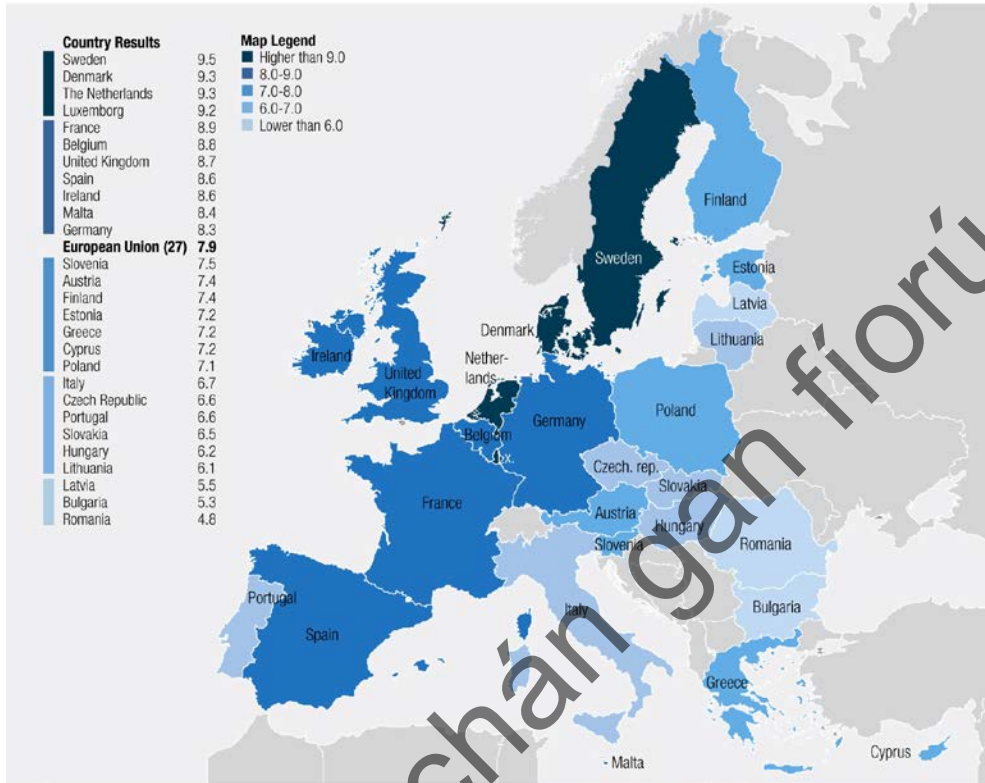 Country Results
Sweden 9.5
Denmark 9.3
The Netherlands 9.3
Luxemborg 9.2
France 8.9
Belgium 8.8
United Kingdom 8.7
Spain 8.6
Ireland 8.6
Malta 8.4
Germany 8.3
European Union (27) 7.9
Slovenia 7.5
Austria 7.4
Finland 7.4
Estonia 7.2
Greece 7.2
Cyprus 7.2
Poland 7.1
Italy 6.7
Czech Republic 6.6
Portugal 6.6
Slovakia 6.5
Hungary 6.2
Lithuania 6.1
Latvia 5.5
Bulgaria 5.3
Romania 4.8
Map Legend
Higher than 9.0
8.0-9.0
7.0-8.0
6.0-7.0
Lower than 6.0
Finland
Sweden
Estonia
Latvia
Lithuania
Denmark
Nether-
lands
Ireland
United
Kingdom
Belgium
Germany
Poland
Czech. rep.
Slovakia
France
Austria
Hungary
Slovenia
Romania
Italy
Bulgaria
Portugal
Spain
Greece
Malta
Cyprus
chán gan fíorú